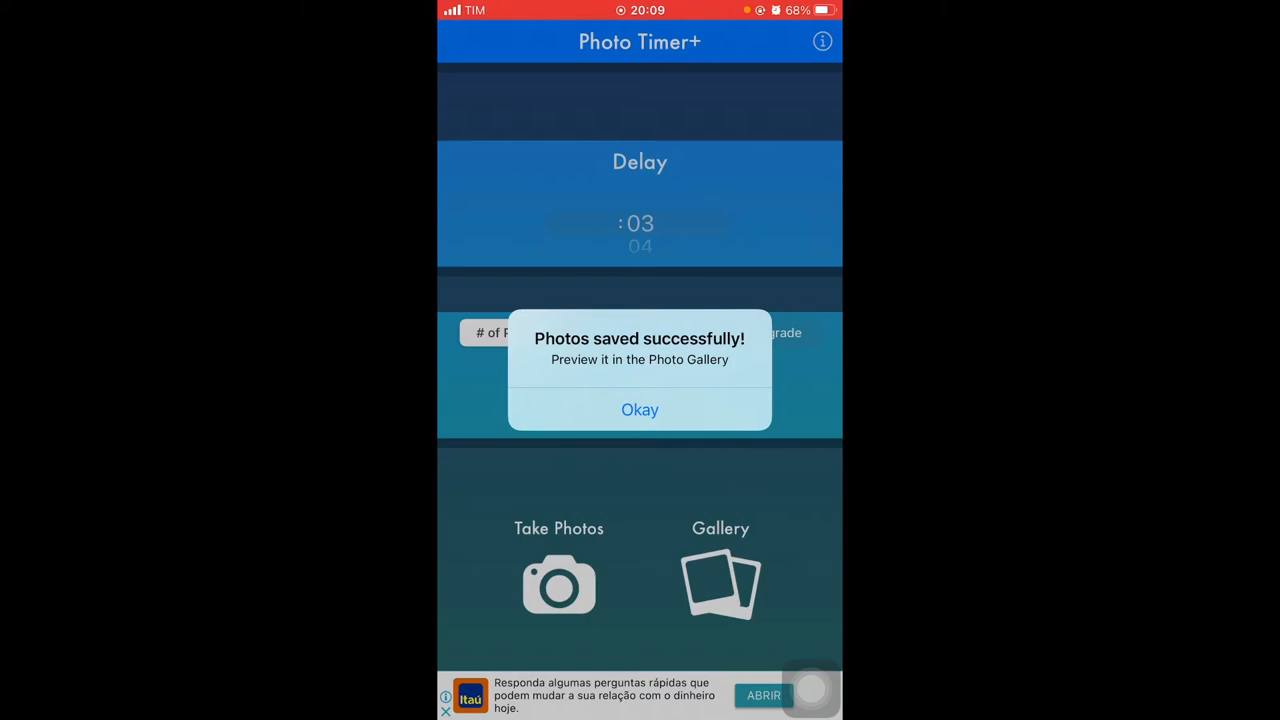 TIM 20:09 68%
Photo Timer+
Delay
:03
04
# of
grade
Photos saved successfully!
Preview it in the Photo Gallery
Okay
Take Photos Gallery
Itaú
Responda algumas perguntas rápidas que
podem mudar a sua relação com o dinheiro
hoje.
ABRIR